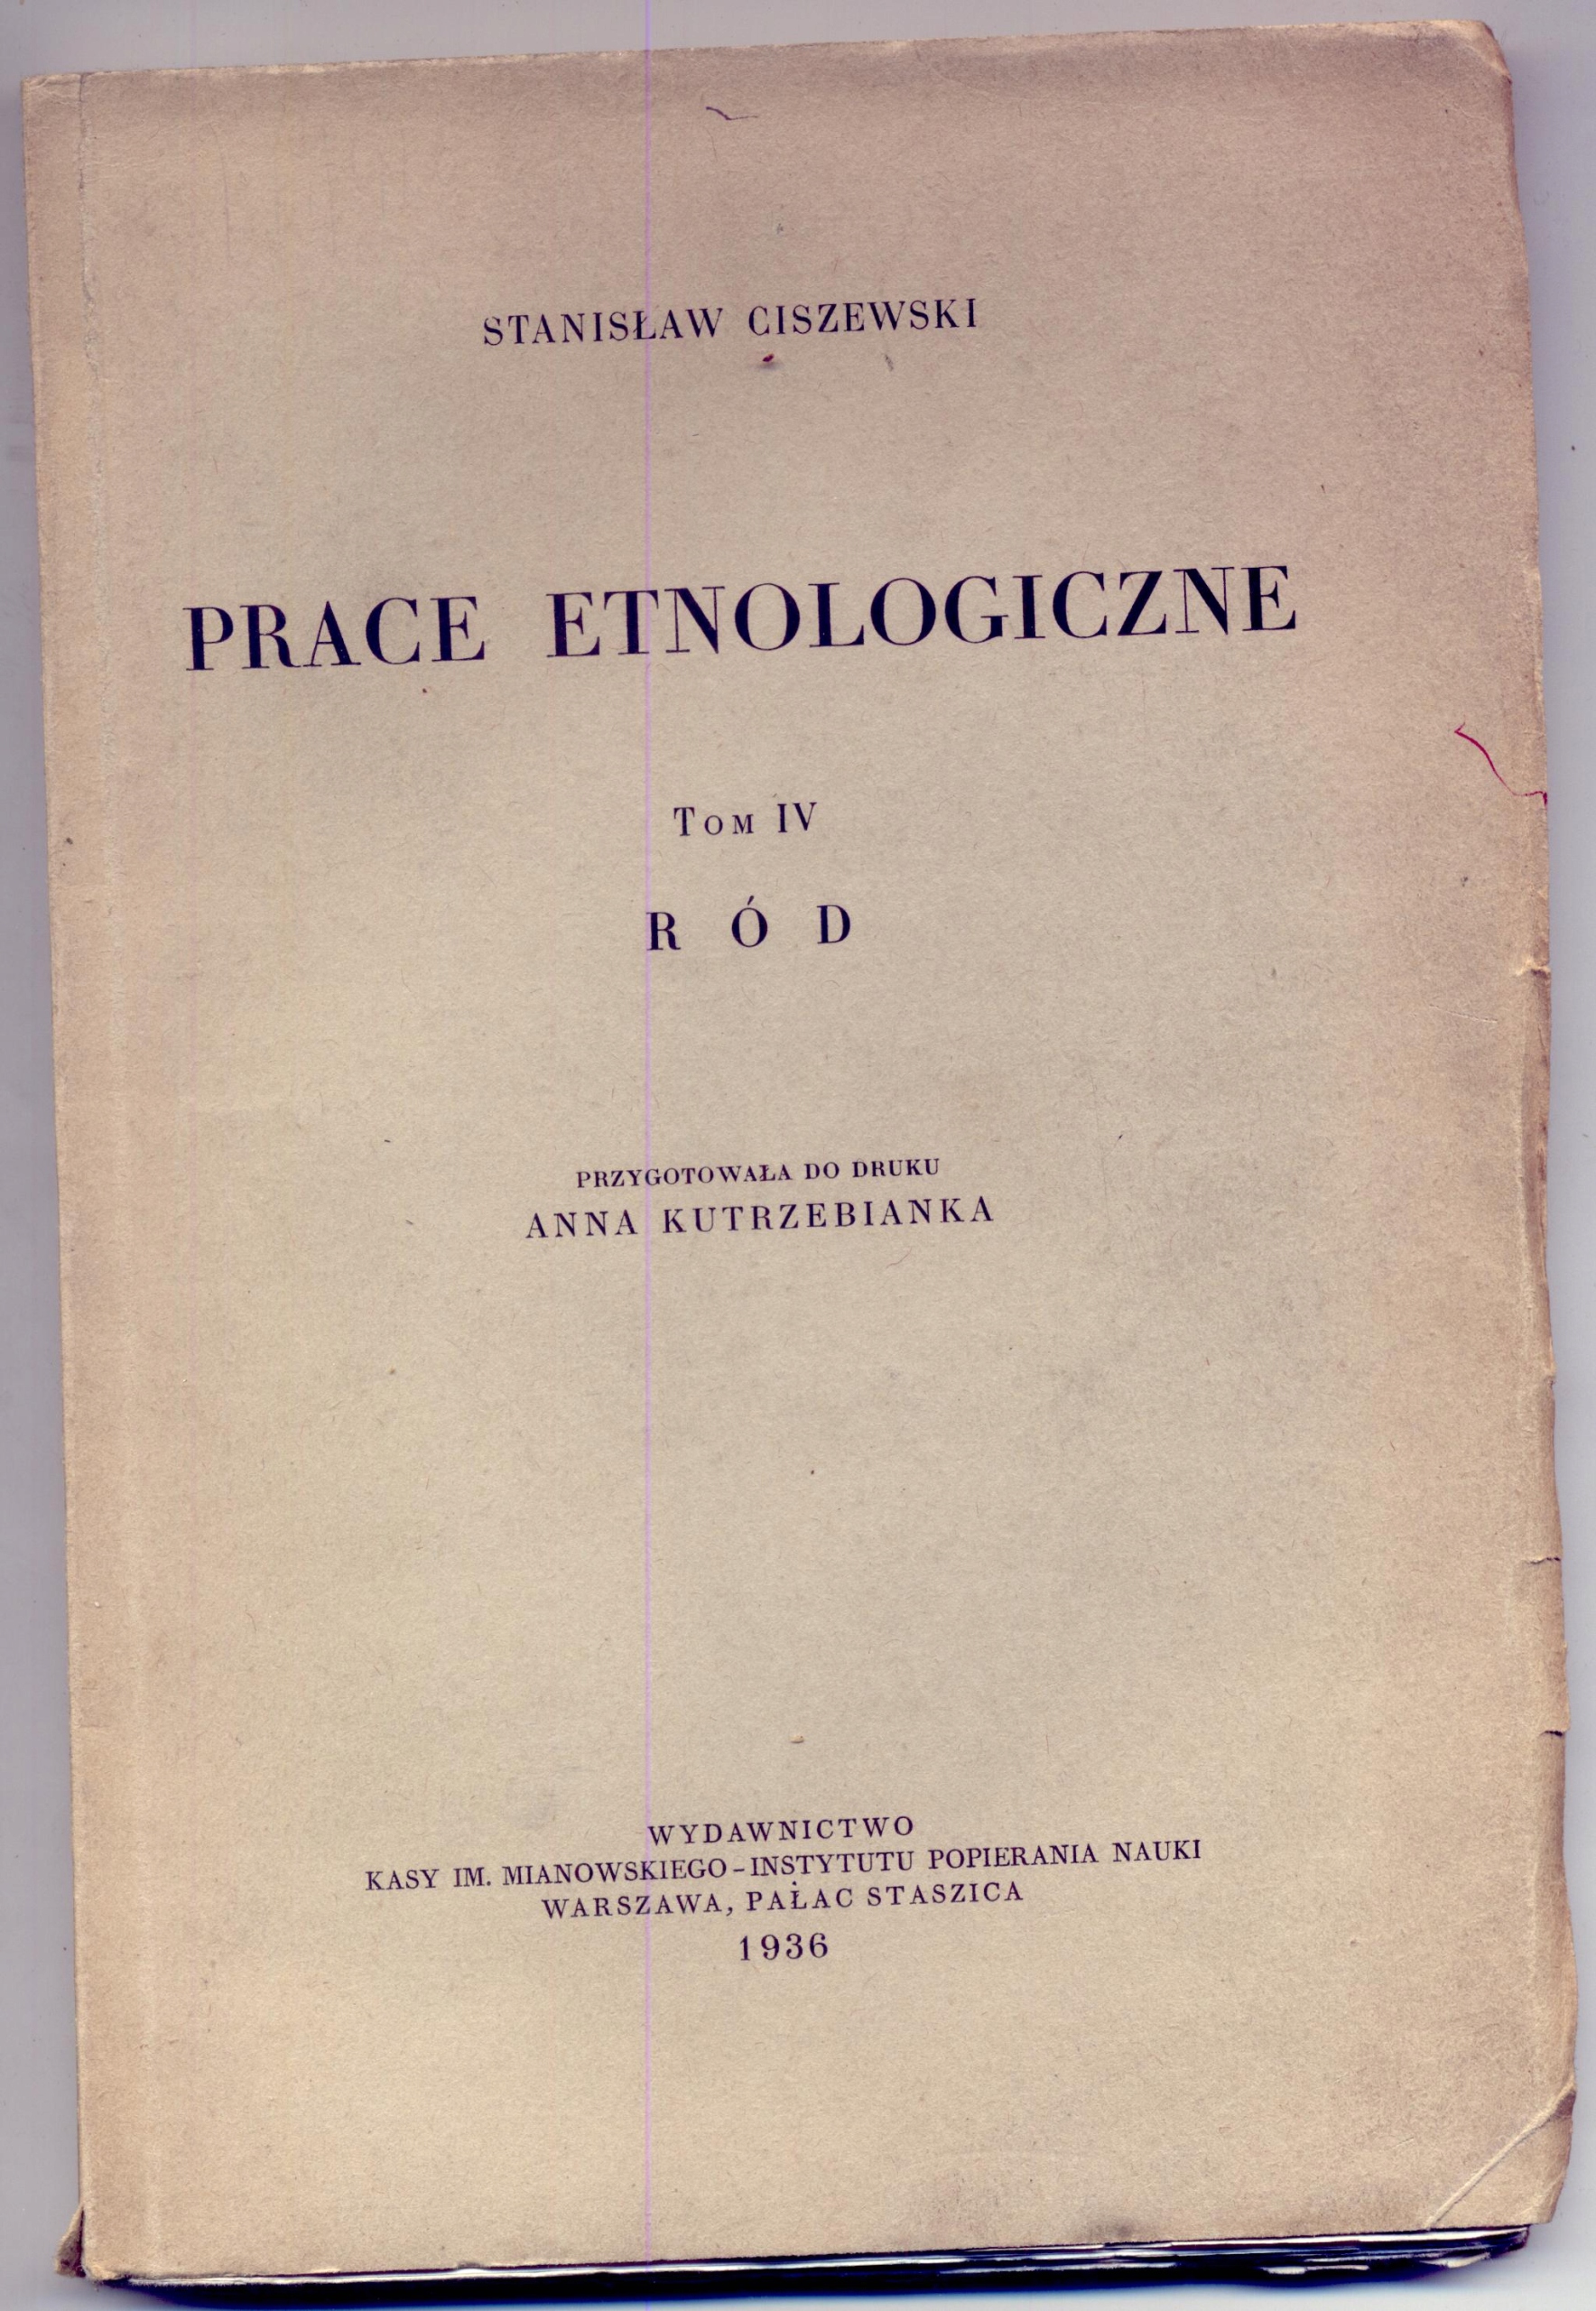 STANISŁAW CISZEWSKI
PRACE ETNOLOGICZNE
TOM IV
RÓD
PRZYGOTOWAŁA DO DRUKU
ANNA KUTRZEBIANKA
WYDAWNICTWO
KASY IM. MIANOWSKIEGO-INSTYTUTU POPIERANIA NAUKI
WARSZAWA, PAŁAC STASZICA
1936